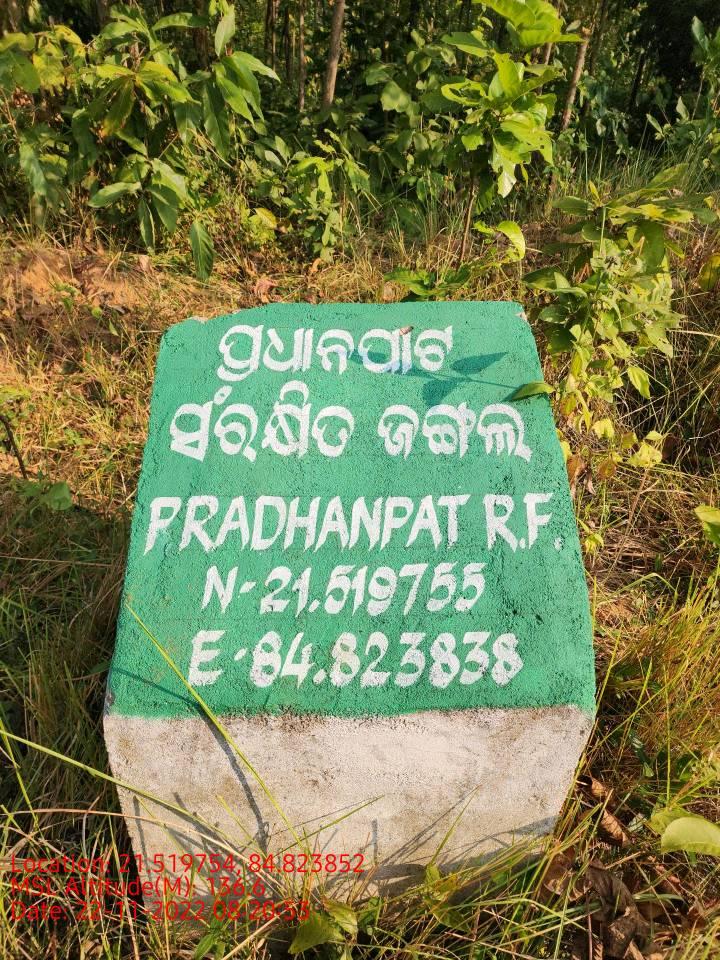 ପ୍ରଧାନପାଟ
ସଂରକ୍ଷିତ ଜଙ୍ଗଲ
PRADHANPAT R.F.
N-21.519755
E-84.823838
Location: 21.519754, 84.823852
MSL Altitude(M): 136.6
Date: 22-11-2022 08-20-53